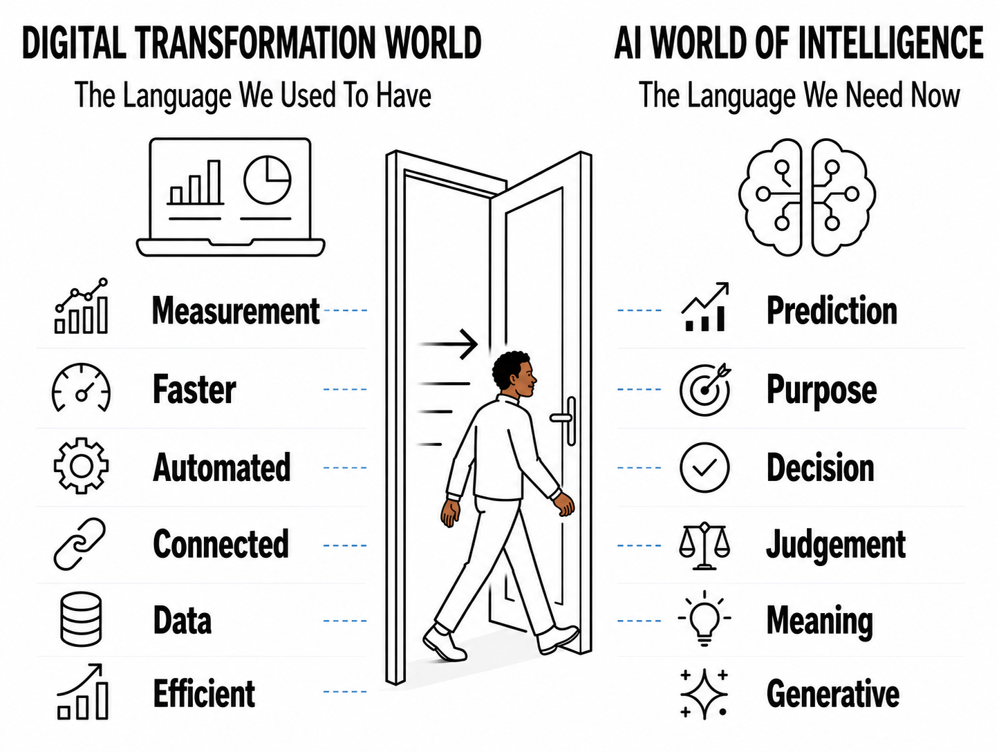 DIGITAL TRANSFORMATION WORLD
The Language We Used To Have
Measurement
Faster
Automated
Connected
Data
Efficient
AI WORLD OF INTELLIGENCE
The Language We Need Now
Prediction
Purpose
Decision
Judgement
Meaning
Generative